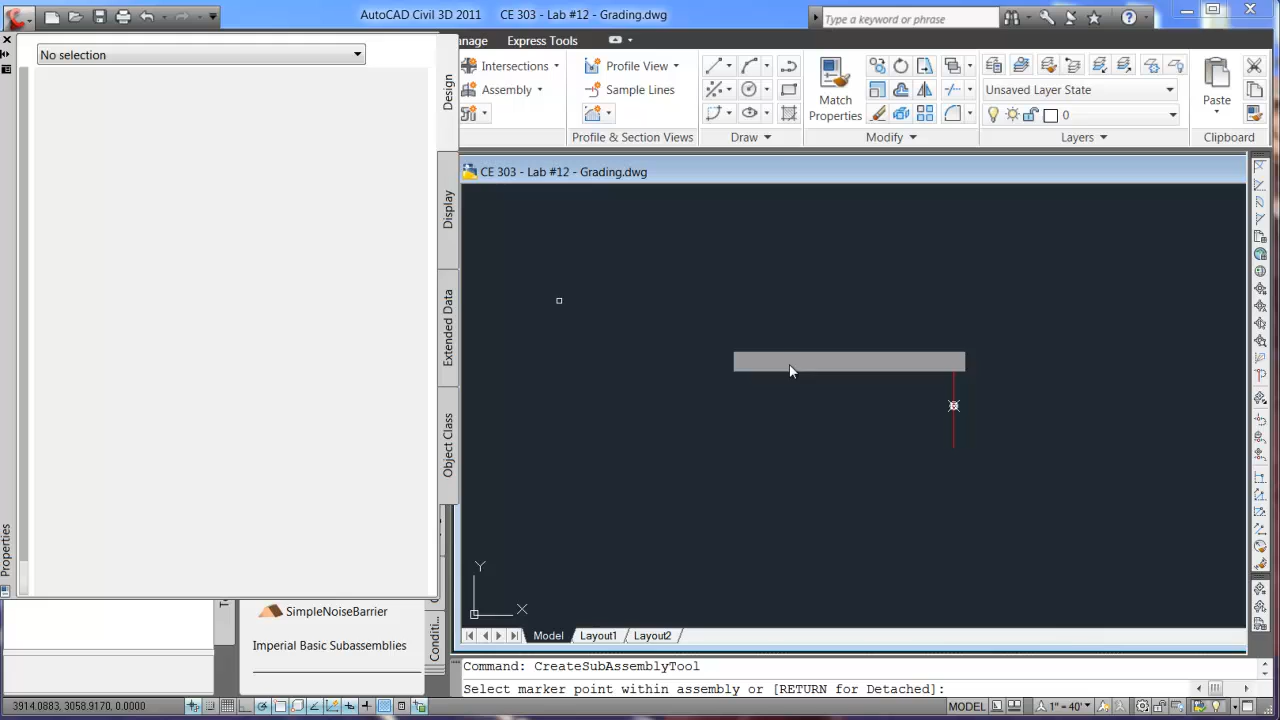 AutoCAD Civil 3D 2011 CE 303 - Lab #12 - Grading.dwg
Type a keyword or phrase
No selection
nage Express Tools
Intersections Profile View
Unsaved Layer State
Assembly Sample Lines
Match
Properties
Paste
0
Profile & Section Views Draw Modify Layers Clipboard
Design
CE 303 - Lab #12 - Grading.dwg
Display
Extended Data
Object Class
Properties
Y
X
SimpleNoiseBarrier
Imperial Basic Subassemblies
Conditi...
Model Layout1 Layout2
Command: CreateSubAssemblyTool
Select marker point within assembly or [RETURN for Detached]:
3914.0883, 3058.9170, 0.0000
MODEL 1" = 40'